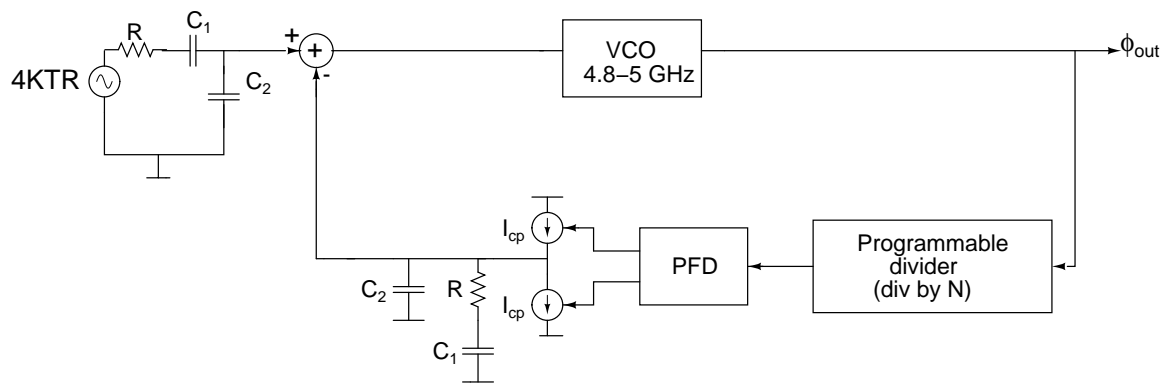 R
C1
4KTR
C2
+
+
-
VCO
4.8–5 GHz
ϕout
Icp
Icp
C2
R
C1
PFD
Programmable
divider
(div by N)